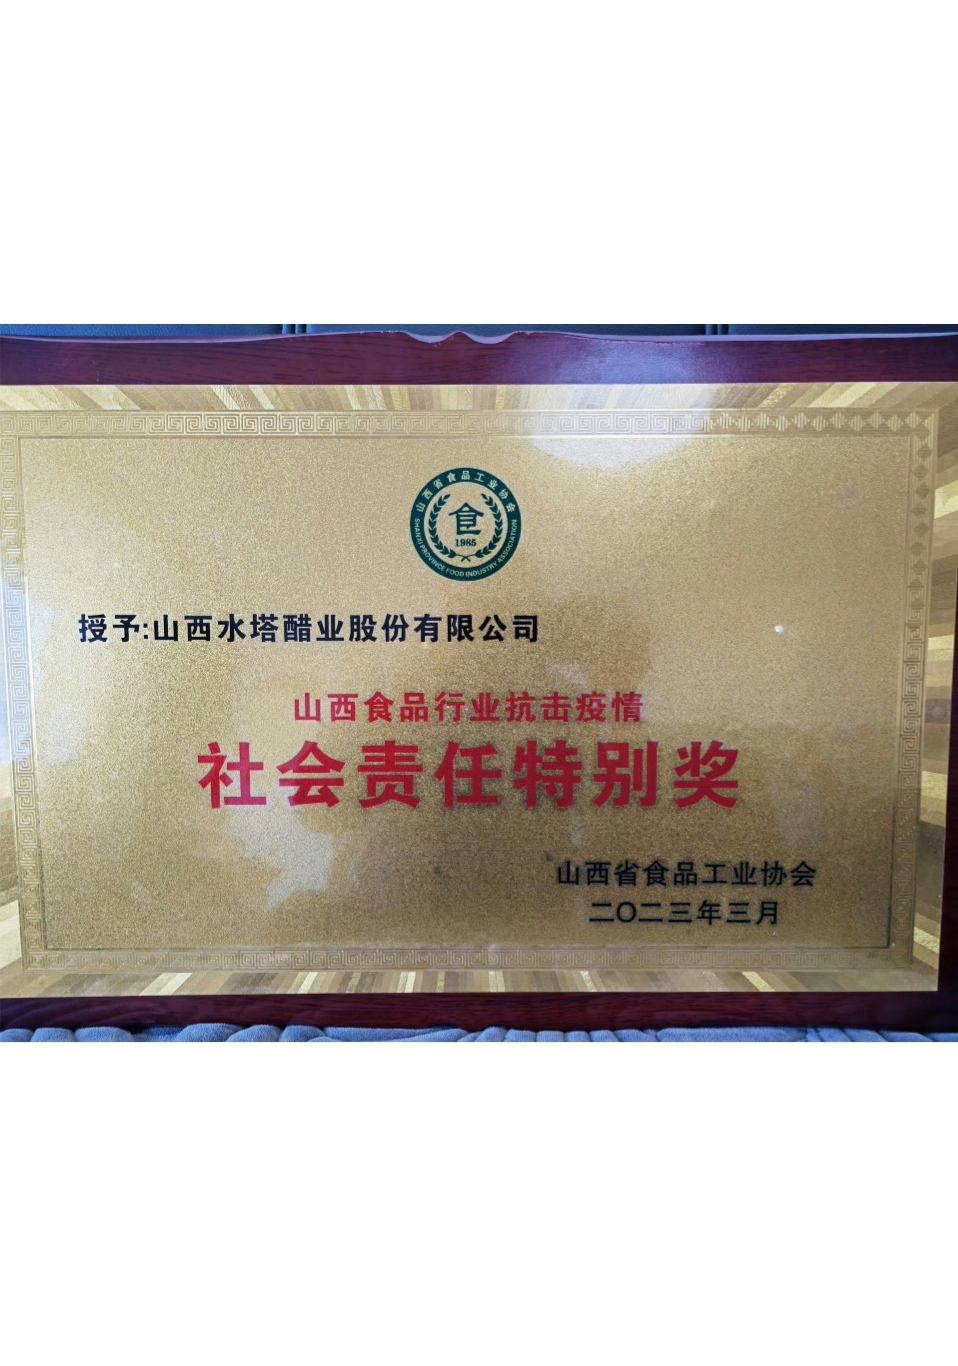 山西省食品工业协会
食
1985
SHANXI PROVINCE FOOD INDUSTRY ASSOCIATION
授予:山西水塔醋业股份有限公司
山西食品行业抗击疫情
社会责任特别奖
山西省食品工业协会
二〇二三年三月